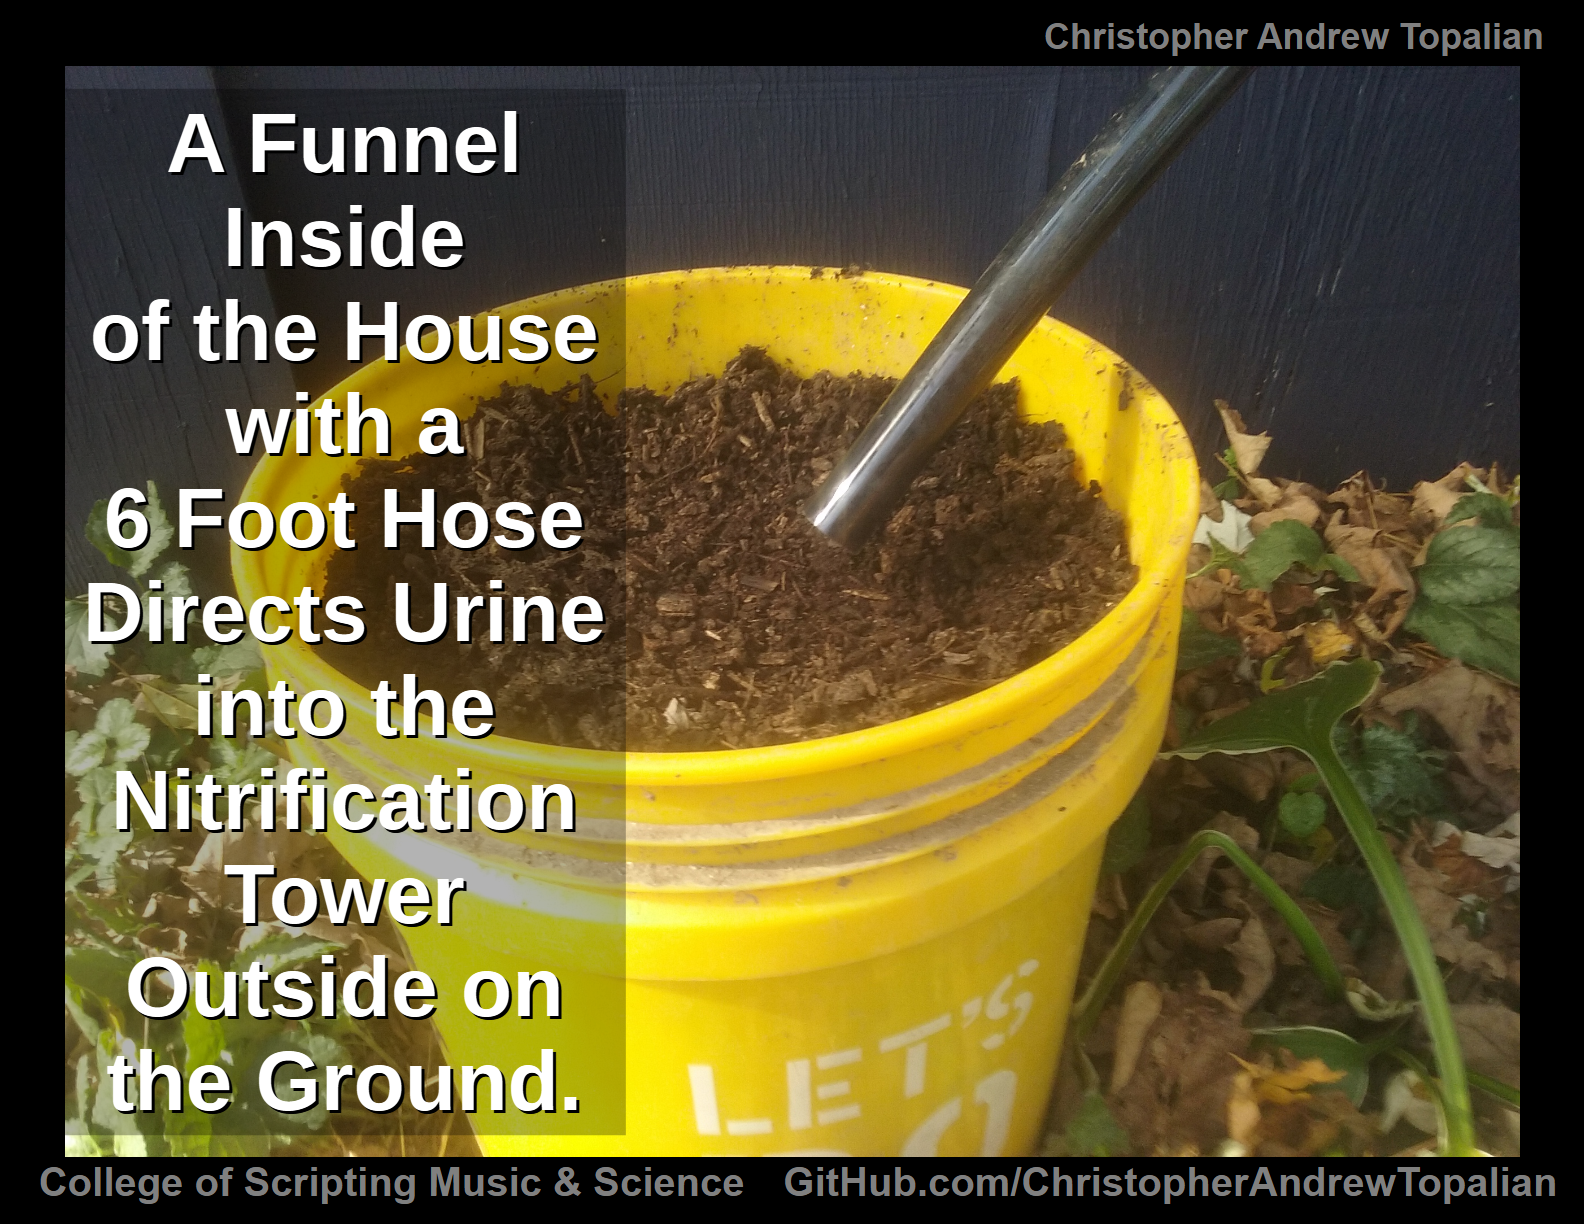 Christopher Andrew Topalian
A Funnel
Inside
of the House
with a
6 Foot Hose
Directs Urine
into the
Nitrification
Tower
Outside on
the Ground.
LET'S
College of Scripting Music & Science
GitHub.com/ChristopherAndrewTopalian